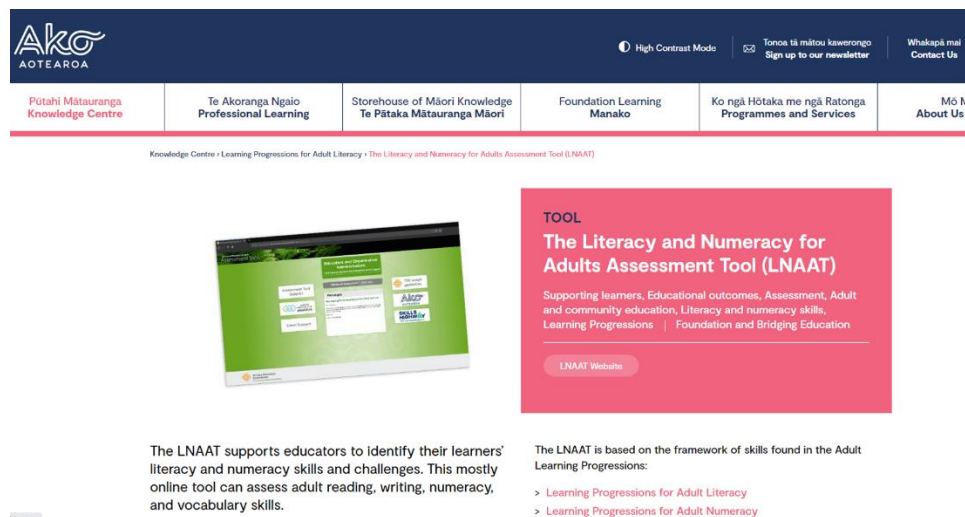 Ako
AOTEAROA
High Contrast Mode
Tonoa tā mātou kawerongo
Sign up to our newsletter
Whakapā mai
Contact Us
Pūtahi Mātauranga
Knowledge Centre
Te Akoranga Ngaio
Professional Learning
Storehouse of Māori Knowledge
Te Pātaka Mātauranga Māori
Foundation Learning
Manako
Ko ngā Hōtaka me ngā Ratonga
Programmes and Services
Mō M
About Us
Knowledge Centre › Learning Progressions for Adult Literacy › The Literacy and Numeracy for Adults Assessment Tool (LNAAT)
Ako
AOTEAROA
SKILLS
HIGHWAY
TOOL
The Literacy and Numeracy for
Adults Assessment Tool (LNAAT)
Supporting learners, Educational outcomes, Assessment, Adult
and community education, Literacy and numeracy skills,
Learning Progressions | Foundation and Bridging Education
LNAAT Website
The LNAAT supports educators to identify their learners'
literacy and numeracy skills and challenges. This mostly
online tool can assess adult reading, writing, numeracy,
and vocabulary skills.
The LNAAT is based on the framework of skills found in the Adult
Learning Progressions:
> Learning Progressions for Adult Literacy
> Learning Progressions for Adult Numeracy